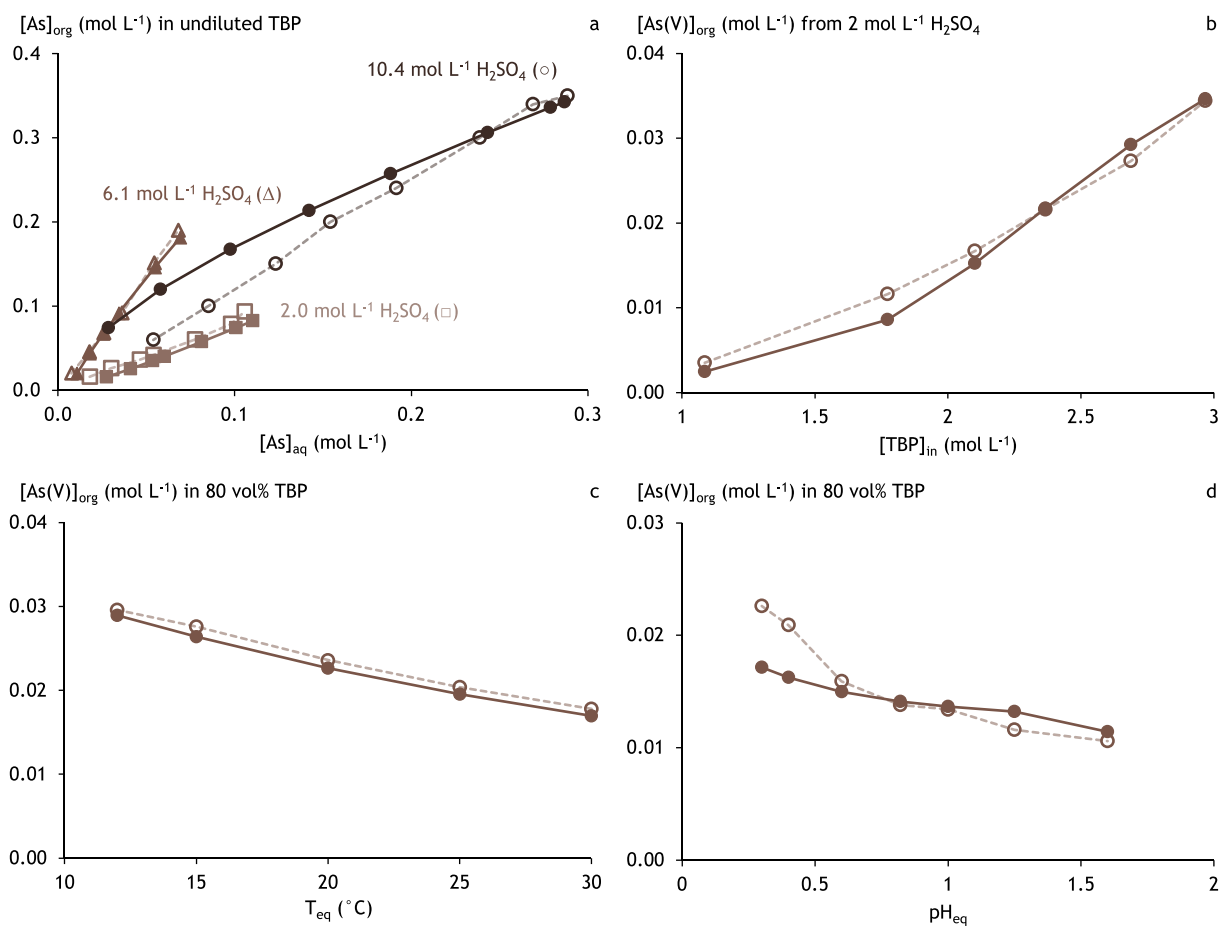 [As]org (mol L-1) in undiluted TBP a
0.4
0.3
0.2
0.1
0.0
10.4 mol L-1 H2SO4 (○)
6.1 mol L-1 H2SO4 (Δ)
2.0 mol L-1 H2SO4 (□)
0.0 0.1 0.2 0.3
[As]aq (mol L-1)
[As(V)]org (mol L-1) from 2 mol L-1 H2SO4 b
0.04
0.03
0.02
0.01
0.00
1 1.5 2 2.5 3
[TBP]in (mol L-1)
[As(V)]org (mol L-1) in 80 vol% TBP c
0.04
0.03
0.02
0.01
0.00
10 15 20 25 30
Teq (°C)
[As(V)]org (mol L-1) in 80 vol% TBP d
0.03
0.02
0.01
0.00
0 0.5 1 1.5 2
pHeq